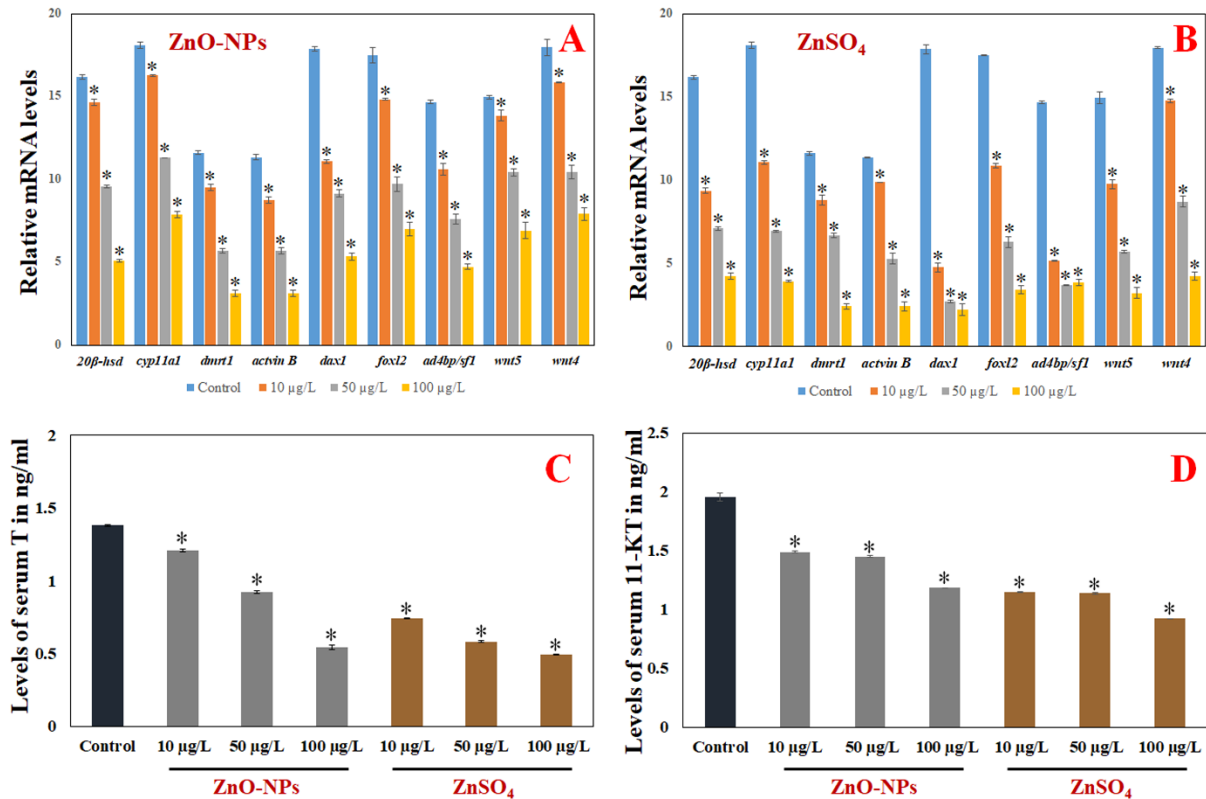 ZnO-NPs
A
Relative mRNA levels
20
15
10
5
0
* * * * * * * * * * * * * * * * * * * * * * * * * * *
20β-hsd cyp11a1 dmrt1 actvin B dax1 foxl2 ad4bp/sf1 wnt5 wnt4
Control 10 µg/L 50 µg/L 100 µg/L
ZnSO4
B
Relative mRNA levels
20
15
10
5
0
* * * * * * * * * * * * * * * * * * * * * * * * * * *
20β-hsd cyp11a1 dmrt1 actvin B dax1 foxl2 ad4bp/sf1 wnt5 wnt4
Control 10 µg/L 50 µg/L 100 µg/L
C
Levels of serum T in ng/ml
2
1.5
1
0.5
0
* * * * * *
Control 10 µg/L 50 µg/L 100 µg/L 10 µg/L 50 µg/L 100 µg/L
ZnO-NPs ZnSO4
D
Levels of serum 11-KT in ng/ml
2.5
2
1.5
1
0.5
0
* * * * * *
Control 10 µg/L 50 µg/L 100 µg/L 10 µg/L 50 µg/L 100 µg/L
ZnO-NPs ZnSO4